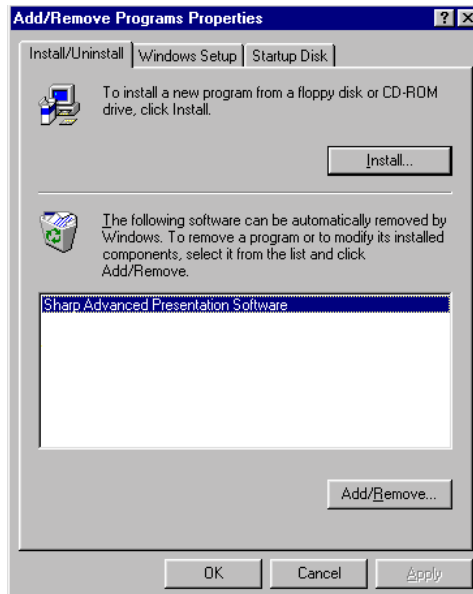 Add/Remove Programs Properties
Install/Uninstall Windows Setup Startup Disk
To install a new program from a floppy disk or CD-ROM
drive, click Install.
Install...
The following software can be automatically removed by
Windows. To remove a program or to modify its installed
components, select it from the list and click
Add/Remove.
Sharp Advanced Presentation Software
Add/Remove...
OK Cancel Apply